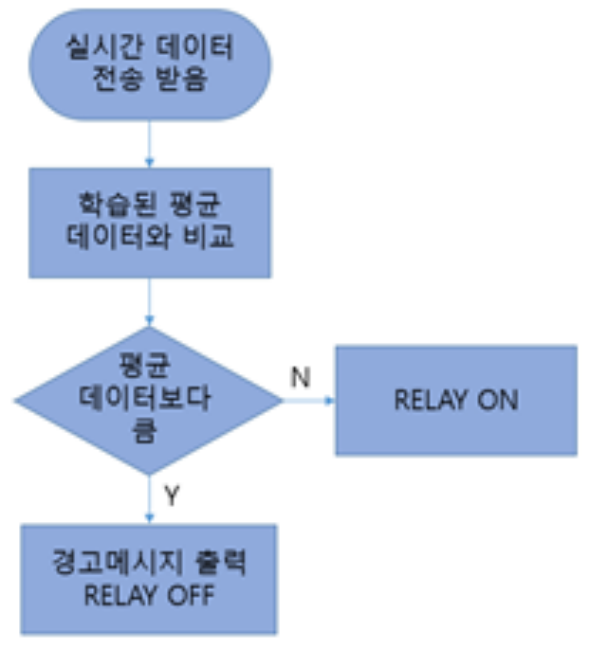 실시간 데이터
전송 받음
학습된 평균
데이터와 비교
평균
데이터보다
큼
N
RELAY ON
Y
경고메시지 출력
RELAY OFF